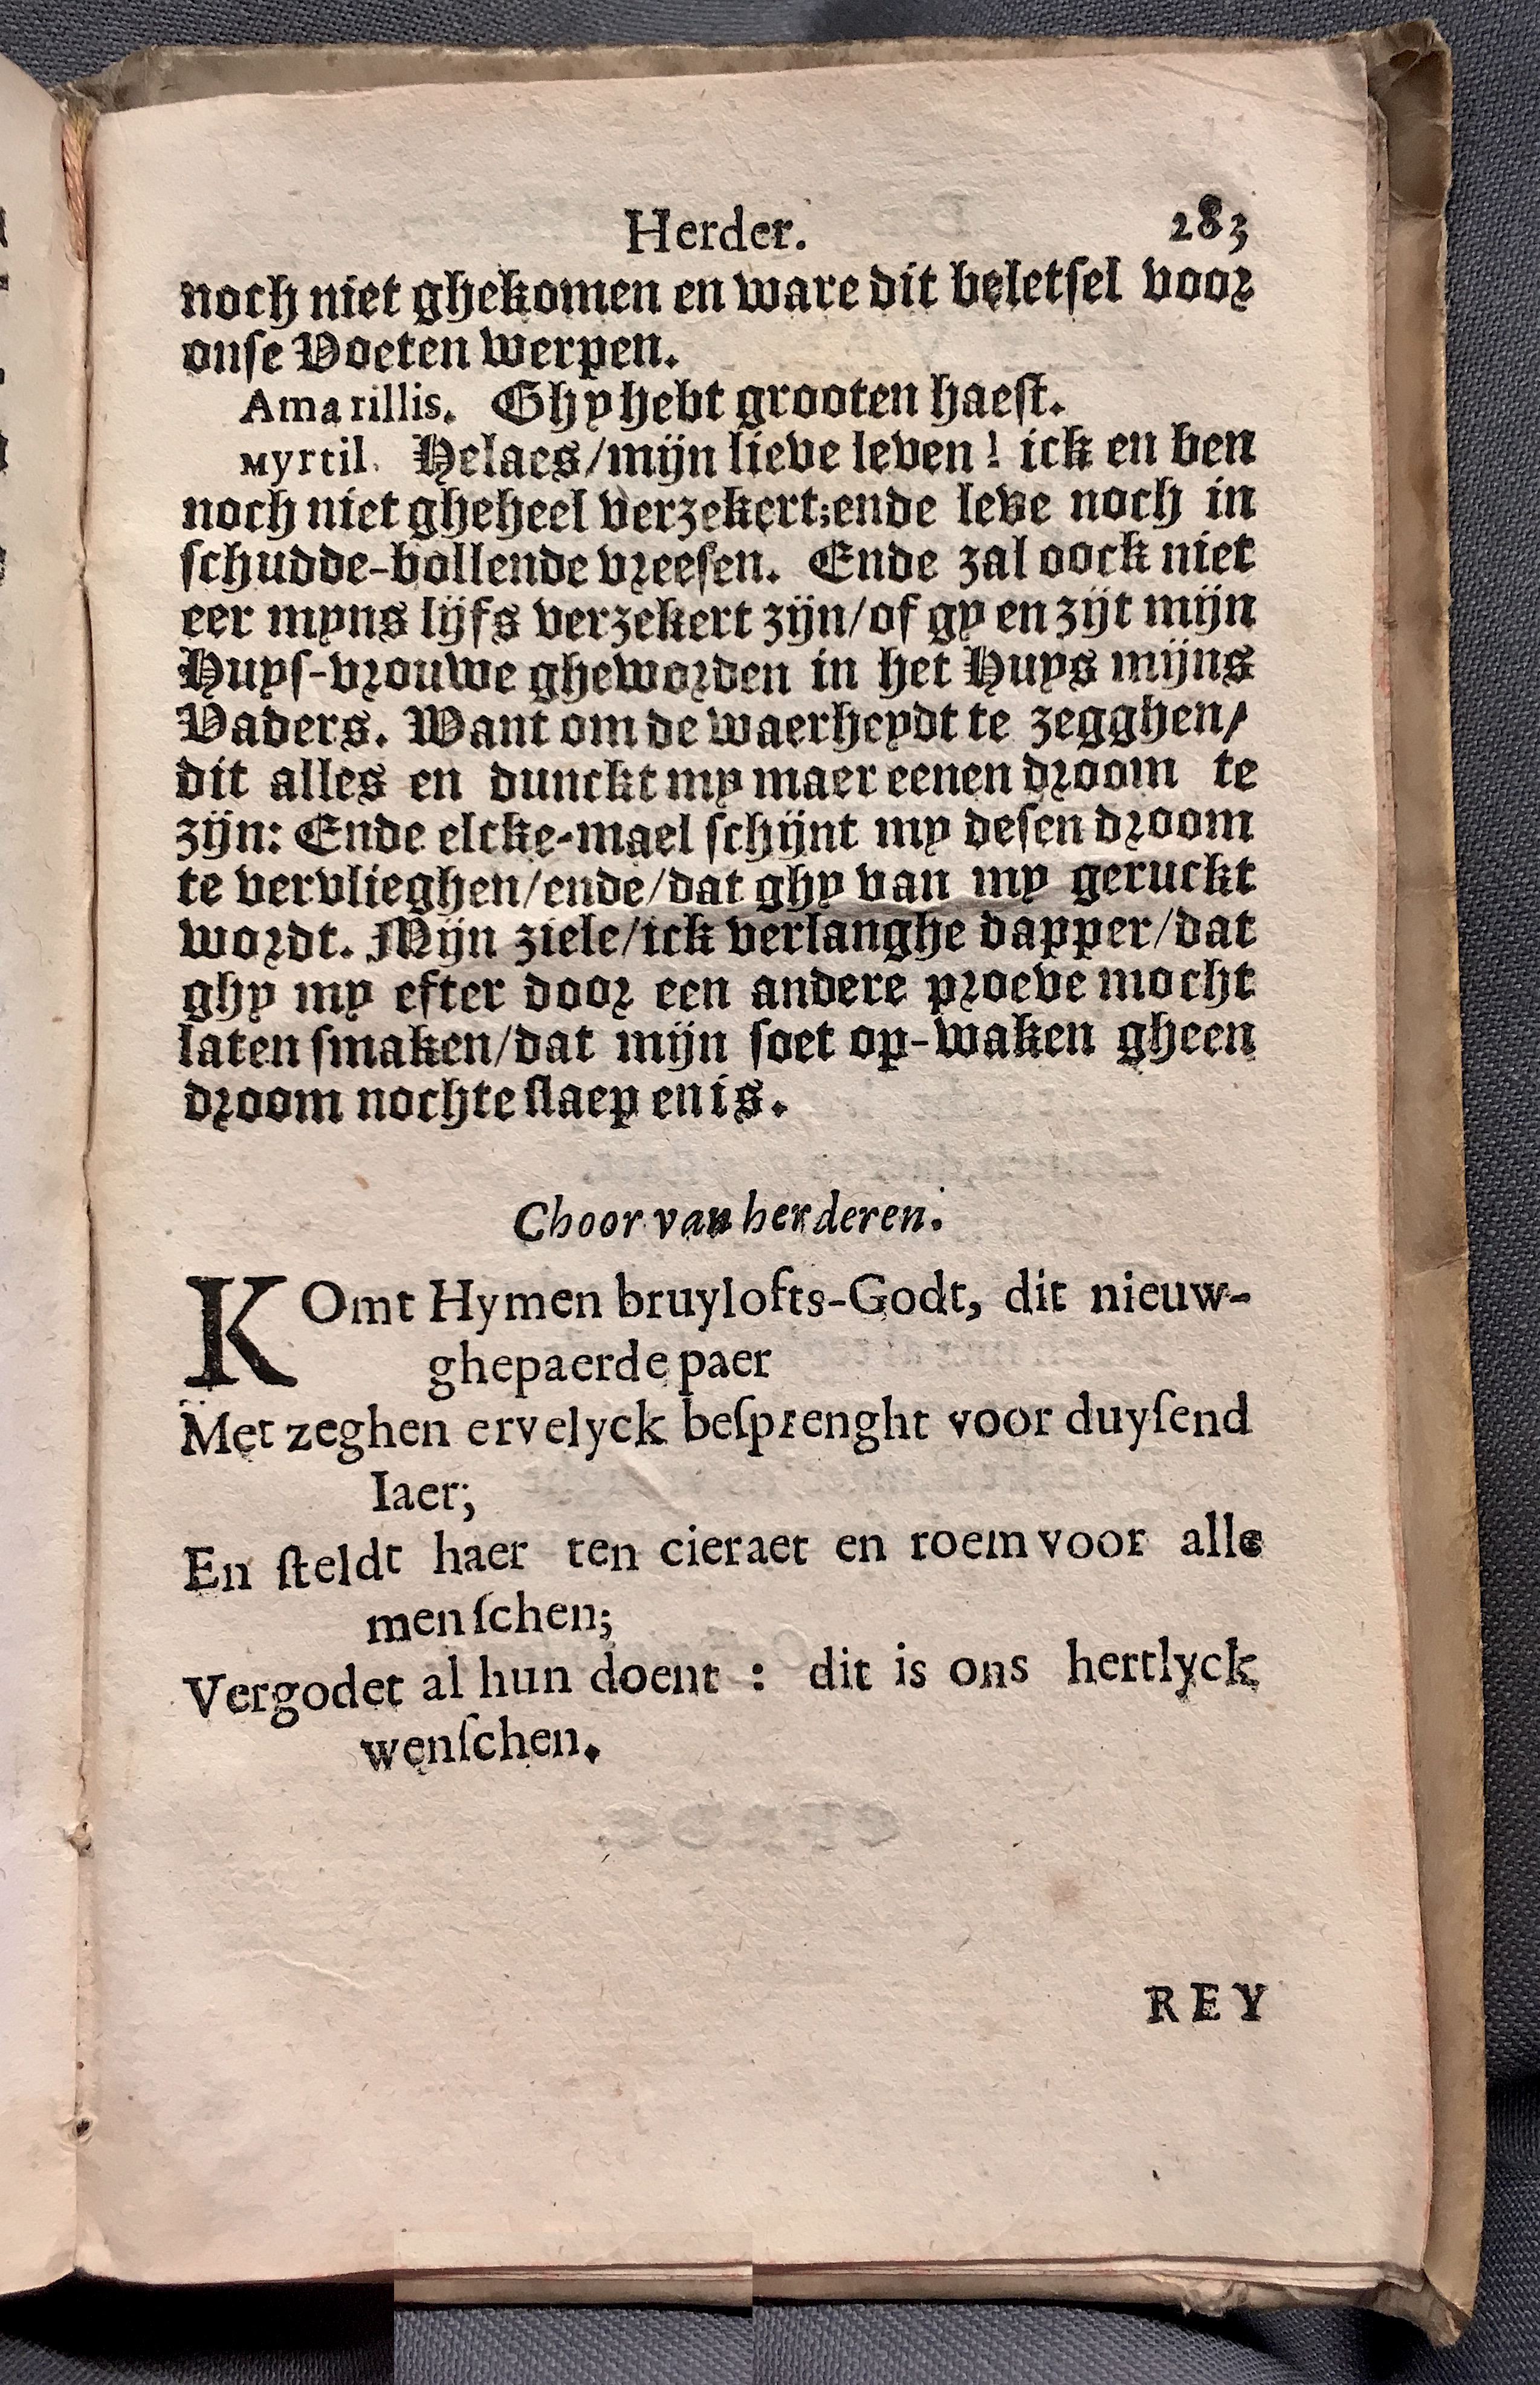 Herder. 283
noch niet ghekomen en ware dit beletſel voor
onſe Voeten werpen.
Amarillis. Ghy hebt grooten haeſt.
Myrtil. Helaes/mijn lieve leven! ick en ben
noch niet gheheel verzekert;ende leve noch in
ſchudde-bollende vreeſen. Ende zal oock niet
eer myns lijfs verzekert zijn/of gy en zijt mijn
Huyſ-vrouwe gheworden in het Huys mijns
Vaders. Want om de waerheydt te zegghen/
dit alles en dunckt my maer eenen droom te
zijn: Ende elcke-mael ſchijnt my deſen droom
te vervlieghen/ende/dat ghy van my geruckt
wordt. Mijn ziele/ick verlanghe dapper/dat
ghy my efter door een andere proeve mocht
laten ſmaken/dat mijn ſoet op-waken gheen
droom nochte ſlaep en is.
Choor van herderen.
KOmt Hymen bruylofts-Godt, dit nieuw-
ghepaerde paer
Met zeghen ervelyck beſprenght voor duyſend
Iaer;
En ſteldt haer ten cieraet en roem voor alle
menſchen;
Vergodet al hun doent : dit is ons hertlyck
wenſchen.
REY